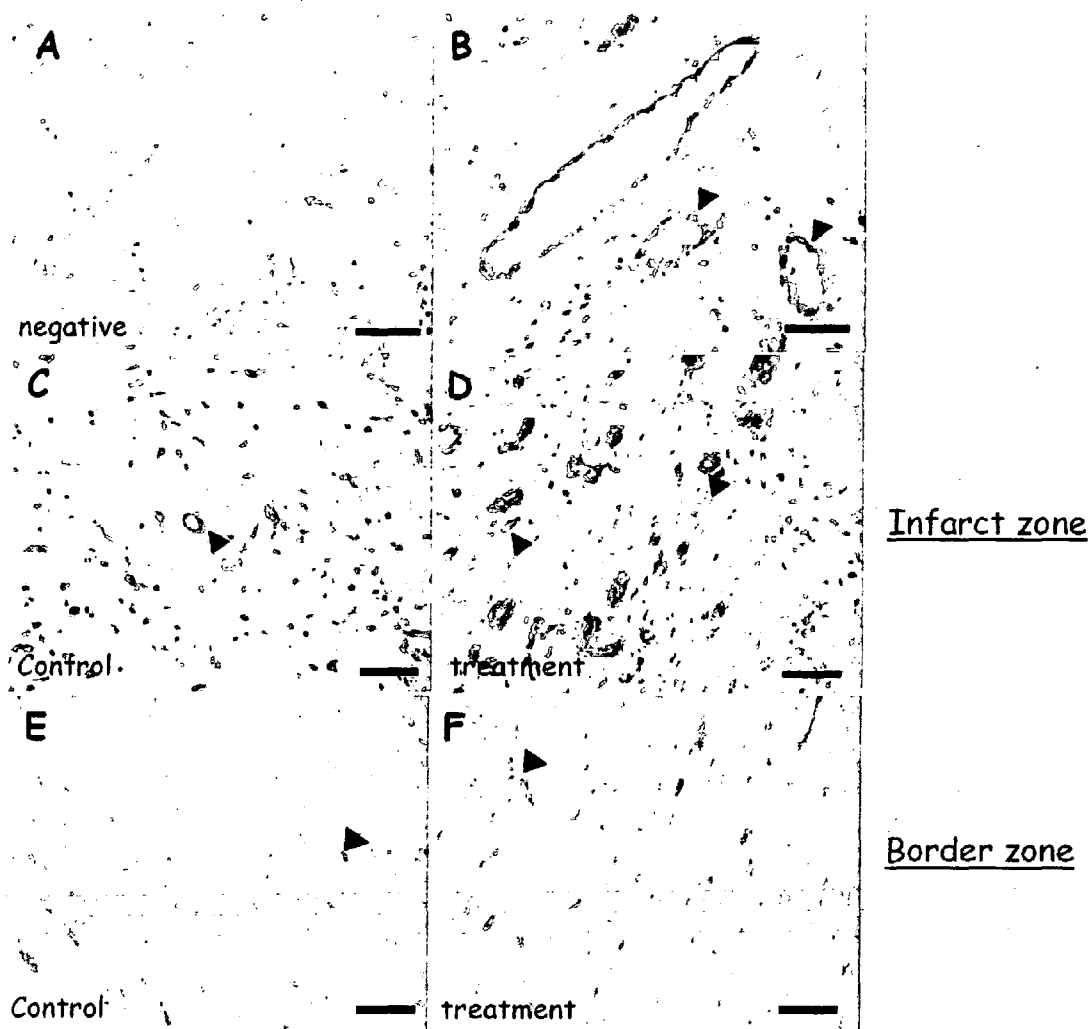 A
B
negative
C
D
Infarct zone
Control
treatment
E
F
Border zone
Control
treatment